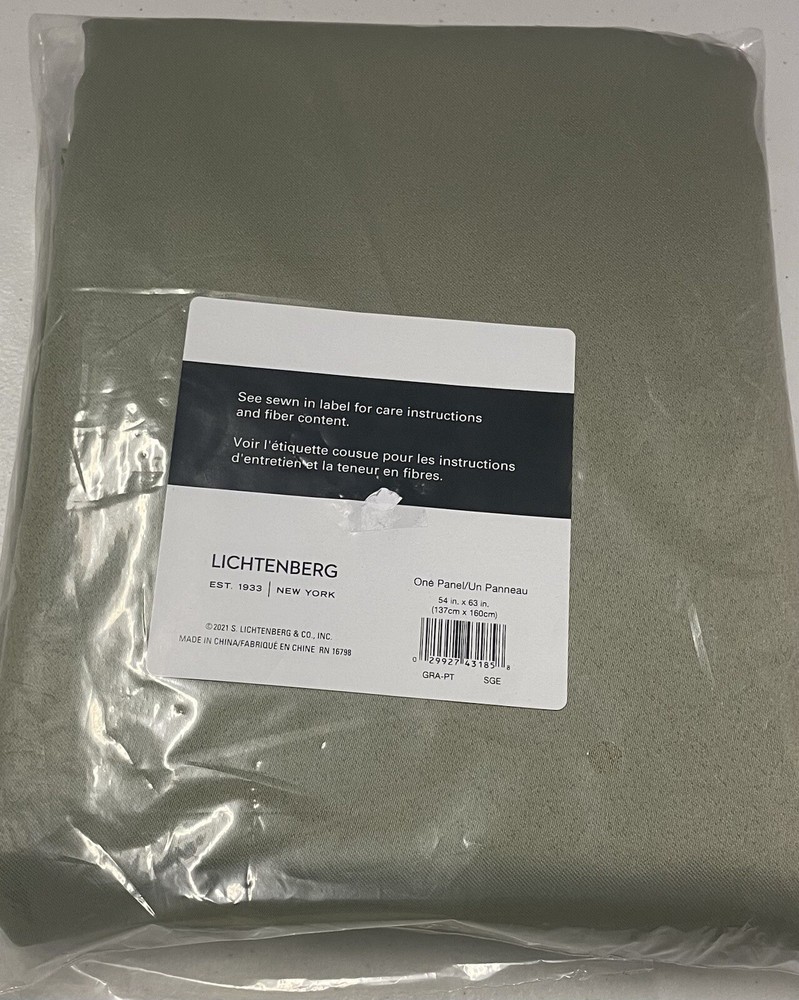 See sewn in label for care instructions
and fiber content.
Voir l'étiquette cousue pour les instructions
d'entretien et la teneur en fibres.
LICHTENBERG
EST. 1933 | NEW YORK
©2021 S. LICHTENBERG & CO., INC.
MADE IN CHINA/FABRIQUÉ EN CHINE RN 16798
One Panel/Un Panneau
54 in. x 63 in.
(137cm x 160cm)
0 29927 43185 8
GRA-PT SGE